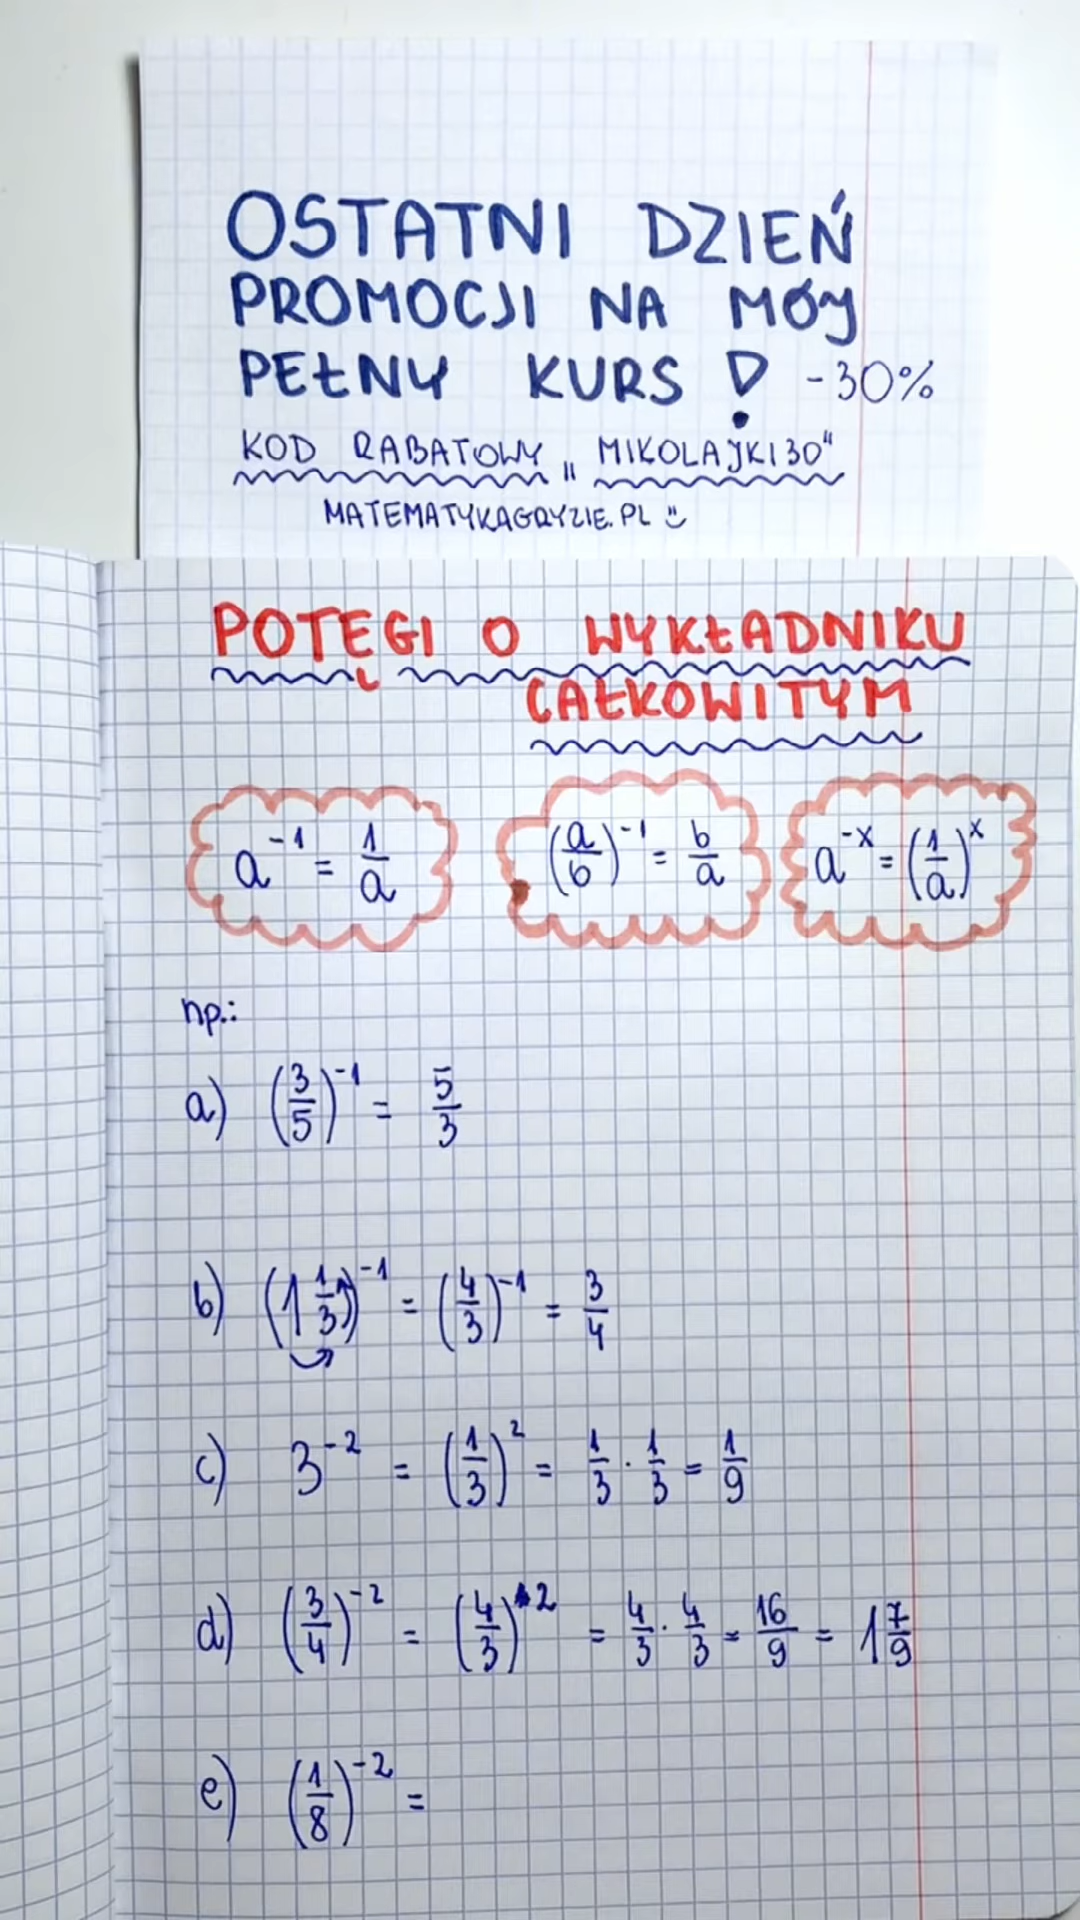 OSTATNI DZIEŃ
PROMOCJI NA MÓJ
PEŁNY KURS ! -30%
KOD RABATOWY „MIKOLAJKI30"
MATEMATYKAGRYZIE.PL ::)
POTĘGI O WYKŁADNIKU
CAŁKOWITYM
a^{-1} = 1/a (a/b)^{-1} = b/a a^{-x} = (1/a)^x
np.:
a) (3/5)^{-1} = 5/3
b) (1 1/3)^{-1} = (4/3)^{-1} = 3/4
c) 3^{-2} = (1/3)^2 = 1/3 · 1/3 = 1/9
d) (3/4)^{-2} = (4/3)^2 = 4/3 · 4/3 = 16/9 = 1 7/9
e) (1/8)^{-2} =